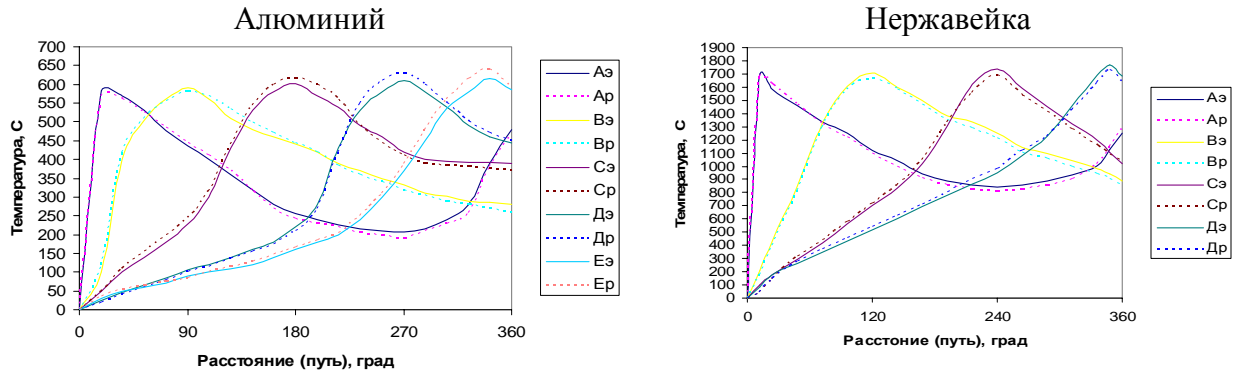 Алюминий
Температура, С
700
650
600
550
500
450
400
350
300
250
200
150
100
50
0
0 90 180 270 360
Расстояние (путь), град
Аэ
Ар
Вэ
Вр
Сэ
Ср
Дэ
Др
Еэ
Ер
Нержавейка
Температура, С
1900
1800
1700
1600
1500
1400
1300
1200
1100
1000
900
800
700
600
500
400
300
200
100
0
0 120 240 360
Расстоние (путь), град
Аэ
Ар
Вэ
Вр
Сэ
Ср
Дэ
Др